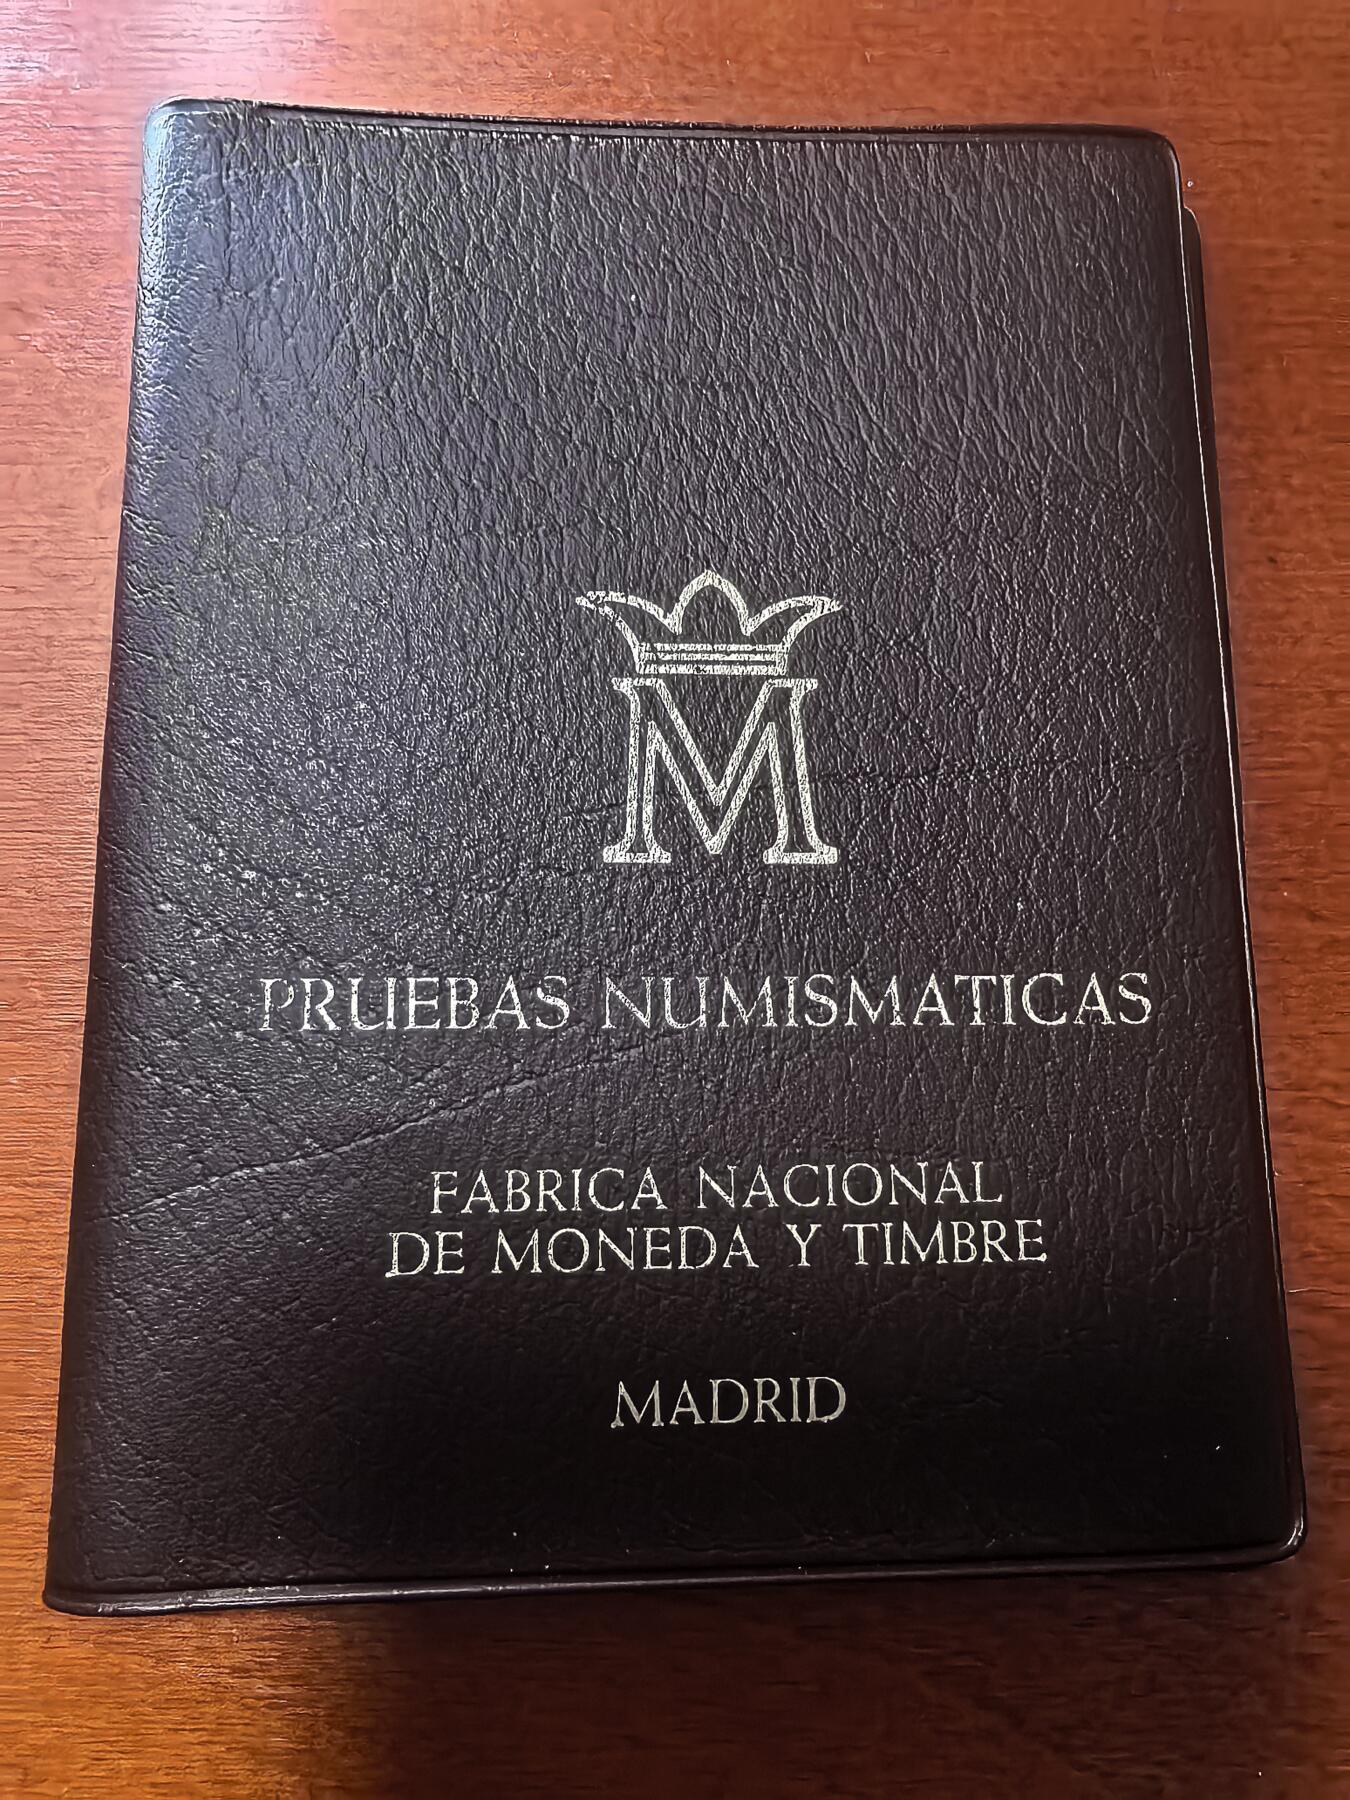 M
PRUEBAS NUMISMATICAS
FABRICA NACIONAL
DE MONEDA Y TIMBRE
MADRID